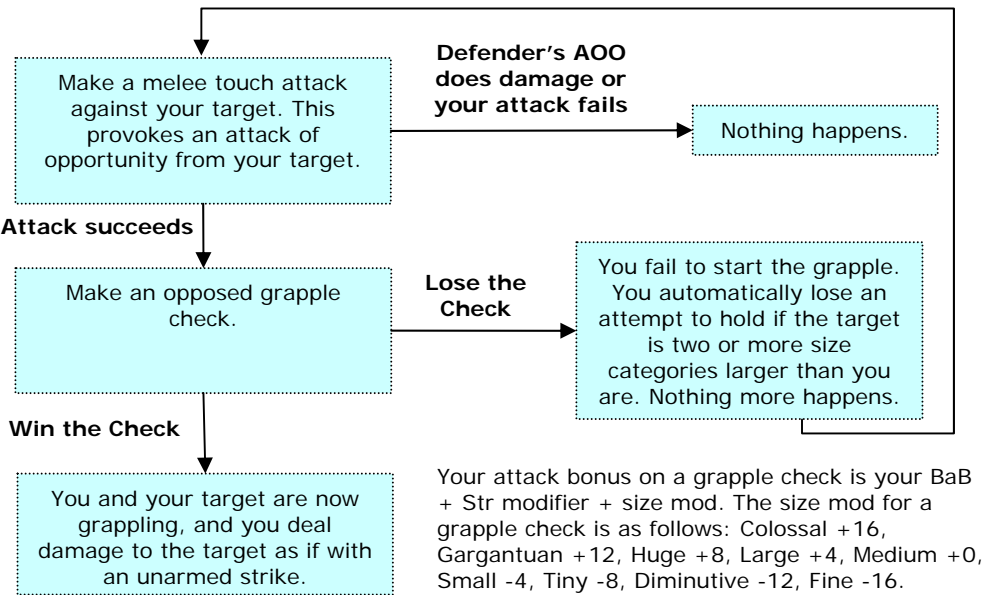 Make a melee touch attack
against your target. This
provokes an attack of
opportunity from your target.
Defender's AOO
does damage or
your attack fails
Nothing happens.
Attack succeeds
Make an opposed grapple
check.
Lose the
Check
You fail to start the grapple.
You automatically lose an
attempt to hold if the target
is two or more size
categories larger than you
are. Nothing more happens.
Win the Check
You and your target are now
grappling, and you deal
damage to the target as if with
an unarmed strike.
Your attack bonus on a grapple check is your BaB
+ Str modifier + size mod. The size mod for a
grapple check is as follows: Colossal +16,
Gargantuan +12, Huge +8, Large +4, Medium +0,
Small -4, Tiny -8, Diminutive -12, Fine -16.